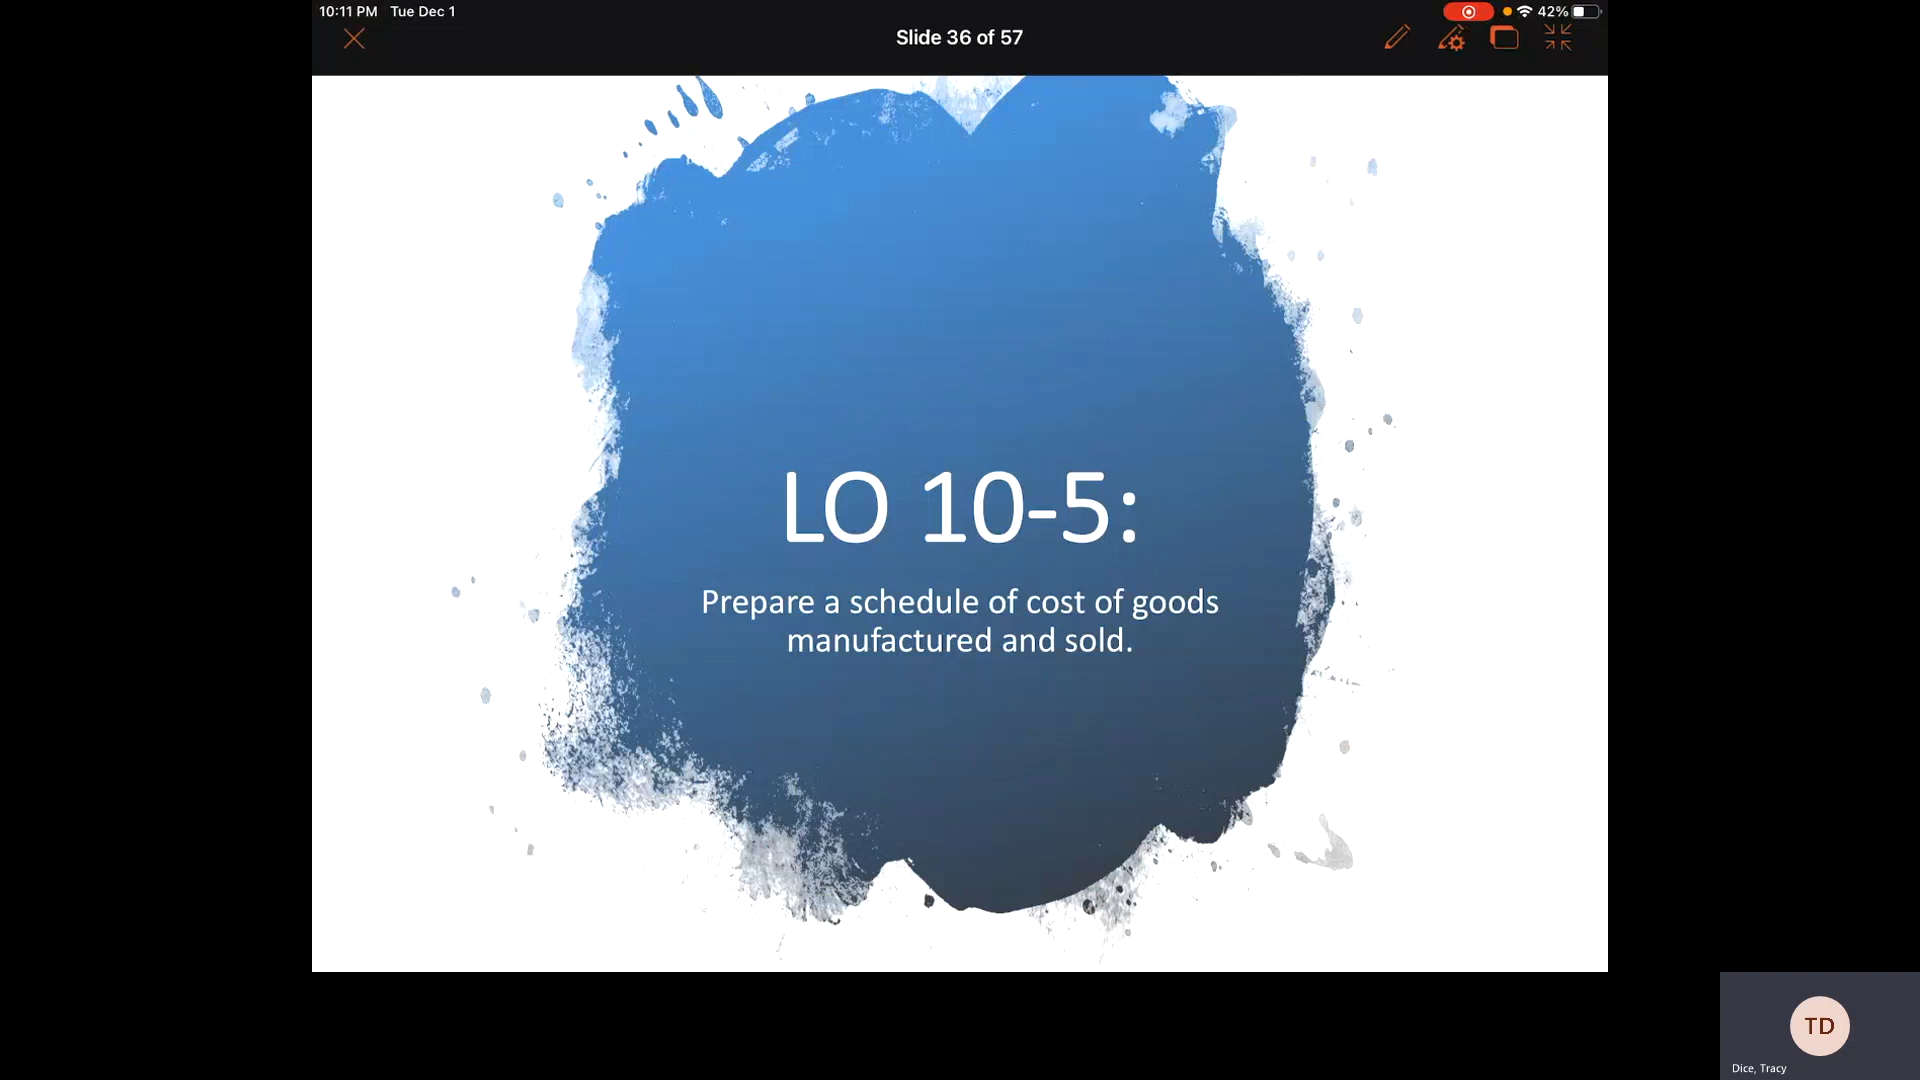 10:11 PM Tue Dec 1
42%
Slide 36 of 57
LO 10-5:
Prepare a schedule of cost of goods
manufactured and sold.
TD
Dice, Tracy